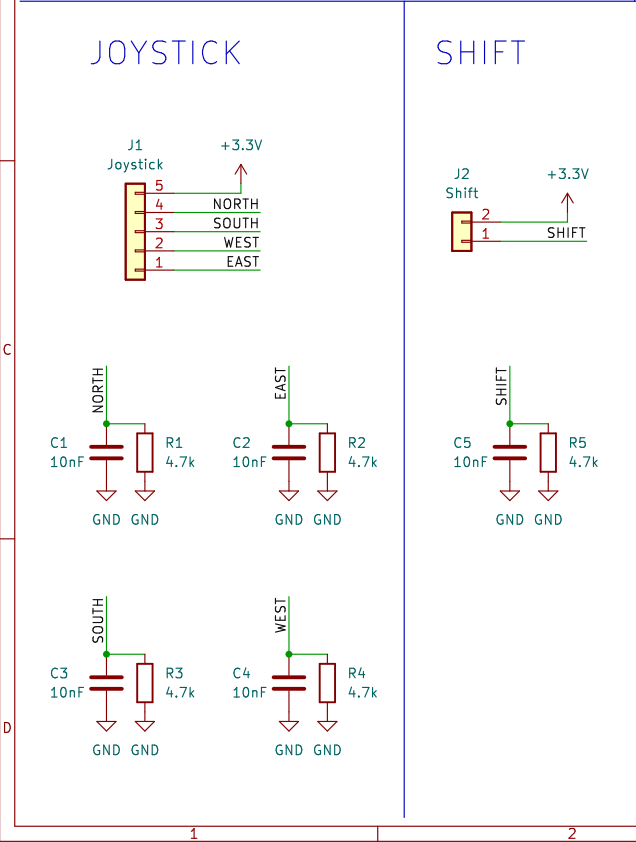 JOYSTICK
SHIFT
J1
Joystick
+3.3V
5
4
NORTH
3
SOUTH
2
WEST
1
EAST
J2
Shift
+3.3V
2
1
SHIFT
C
NORTH
C1
10nF
R1
4.7k
GND
GND
EAST
C2
10nF
R2
4.7k
GND
GND
SHIFT
C5
10nF
R5
4.7k
GND
GND
SOUTH
C3
10nF
R3
4.7k
GND
GND
WEST
C4
10nF
R4
4.7k
GND
GND
D
1
2